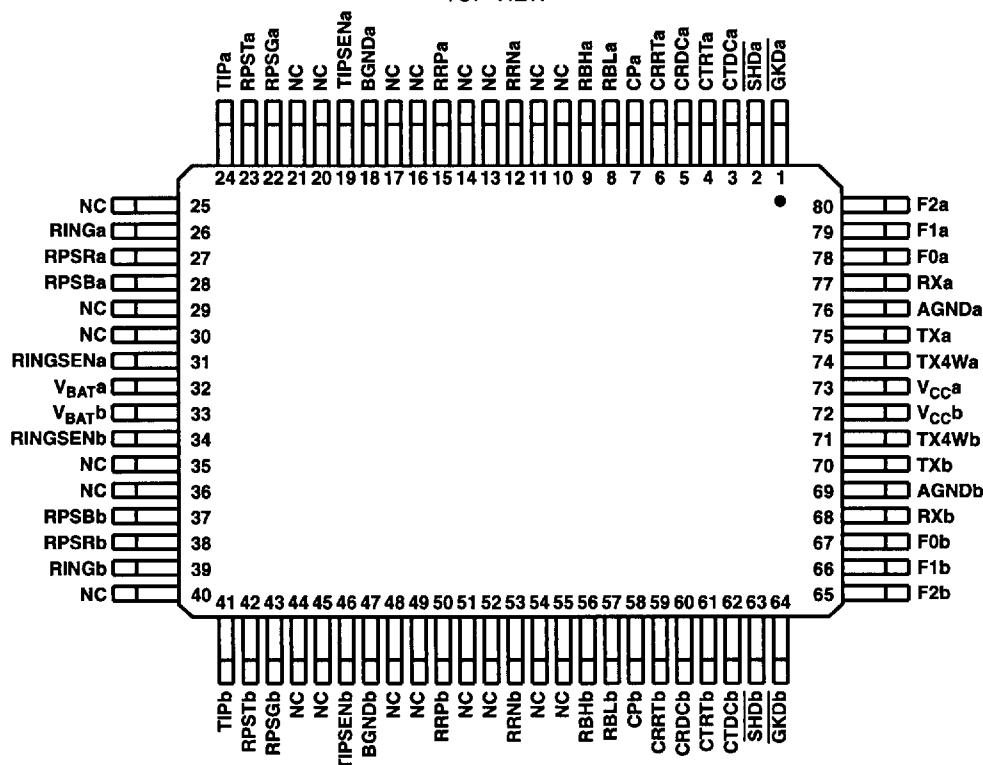 TOP VIEW
TIPa RPSTa RPSGa NC NC TIPSENa BGNDa NC NC RRPa NC NC RRNa NC NC RBHa RBLa CPa CRRTa CRDCa CTRTa CTDCa SHDa GKDa
24 23 22 21 20 19 18 17 16 15 14 13 12 11 10 9 8 7 6 5 4 3 2 1
NC 25
RINGa 26
RPSRa 27
RPSBa 28
NC 29
NC 30
RINGSENa 31
VBATa 32
VBATb 33
RINGSENb 34
NC 35
NC 36
RPSBb 37
RPSRb 38
RINGb 39
NC 40
80 F2a
79 F1a
78 F0a
77 RXa
76 AGNDa
75 TXa
74 TX4Wa
73 VCCa
72 VCCb
71 TX4Wb
70 TXb
69 AGNDb
68 RXb
67 F0b
66 F1b
65 F2b
41 42 43 44 45 46 47 48 49 50 51 52 53 54 55 56 57 58 59 60 61 62 63 64
TIPb RPSTb RPSGb NC NC TIPSENb BGNDb NC NC RRPb NC NC RRNb NC NC RBHb RBLb CPb CRRTb CRDCb CTRTb CTDCb SHDb GKDb